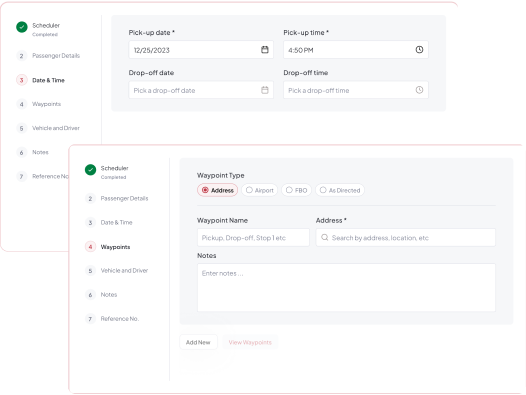 Scheduler
Completed
2 Passenger Details
3 Date & Time
4 Waypoints
5 Vehicle and Driver
6 Notes
7 Reference No
Pick-up date * Pick-up time *
12/25/2023 4:50 PM
Drop-off date Drop-off time
Pick a drop-off date Pick a drop-off time
Scheduler
Completed
2 Passenger Details
3 Date & Time
4 Waypoints
5 Vehicle and Driver
6 Notes
7 Reference No.
Waypoint Type
Address Airport FBO As Directed
Waypoint Name Address *
Pickup, Drop-off, Stop 1 etc Search by address, location, etc
Notes
Enter notes ...
Add New View Waypoints